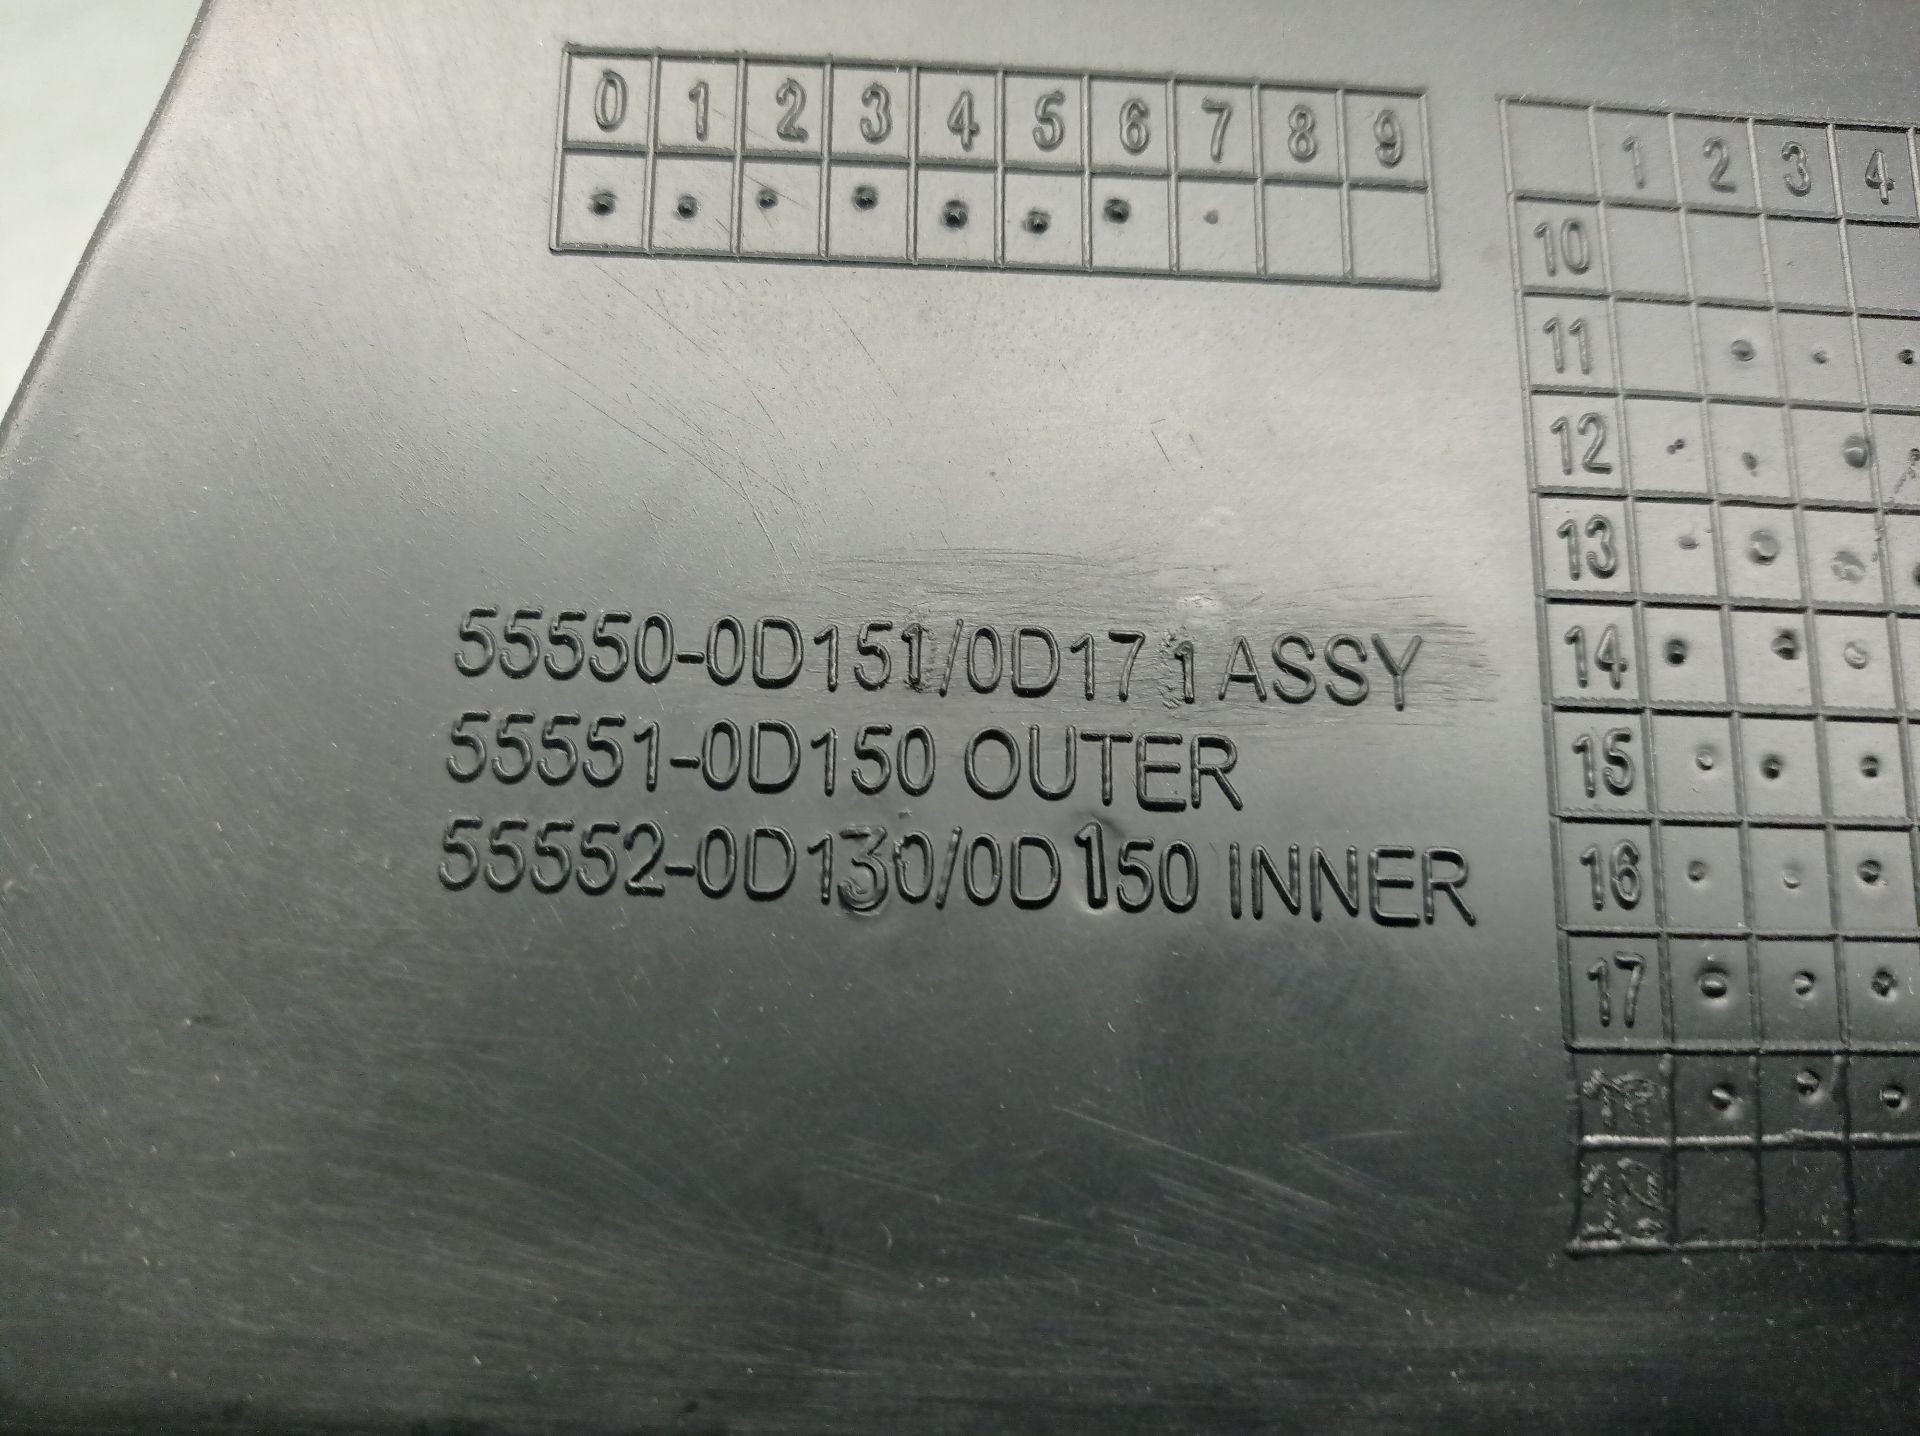 0 1 2 3 4 5 6 7 8 9
1 2 3 4
10
11
12
13
14
15
16
17
55550-0D151/0D171 ASSY
55551-0D150 OUTER
55552-0D130/0D150 INNER